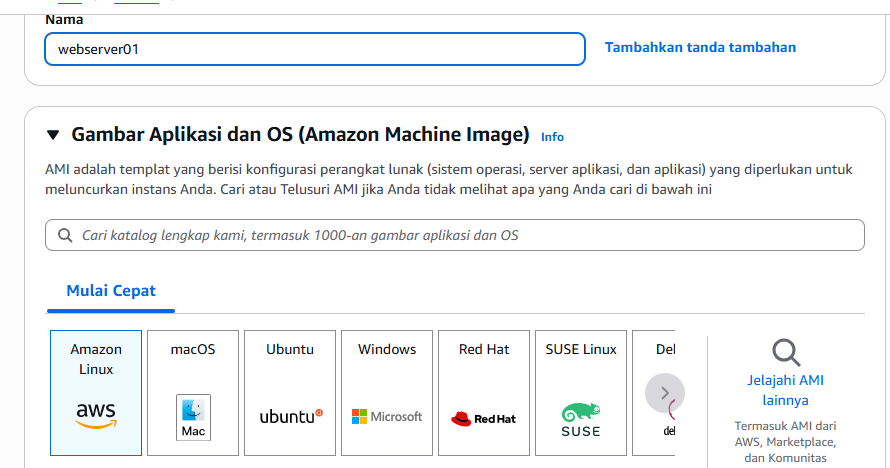 Nama
webserver01
Tambahkan tanda tambahan
Gambar Aplikasi dan OS (Amazon Machine Image) Info
AMI adalah templat yang berisi konfigurasi perangkat lunak (sistem operasi, server aplikasi, dan aplikasi) yang diperlukan untuk
meluncurkan instans Anda. Cari atau Telusuri AMI jika Anda tidak melihat apa yang Anda cari di bawah ini
Cari katalog lengkap kami, termasuk 1000-an gambar aplikasi dan OS
Mulai Cepat
Amazon
Linux
aws
macOS
Mac
Ubuntu
ubuntu
Windows
Microsoft
Red Hat
Red Hat
SUSE Linux
SUSE
Jelajahi AMI
lainnya
Termasuk AMI dari
AWS, Marketplace,
dan Komunitas